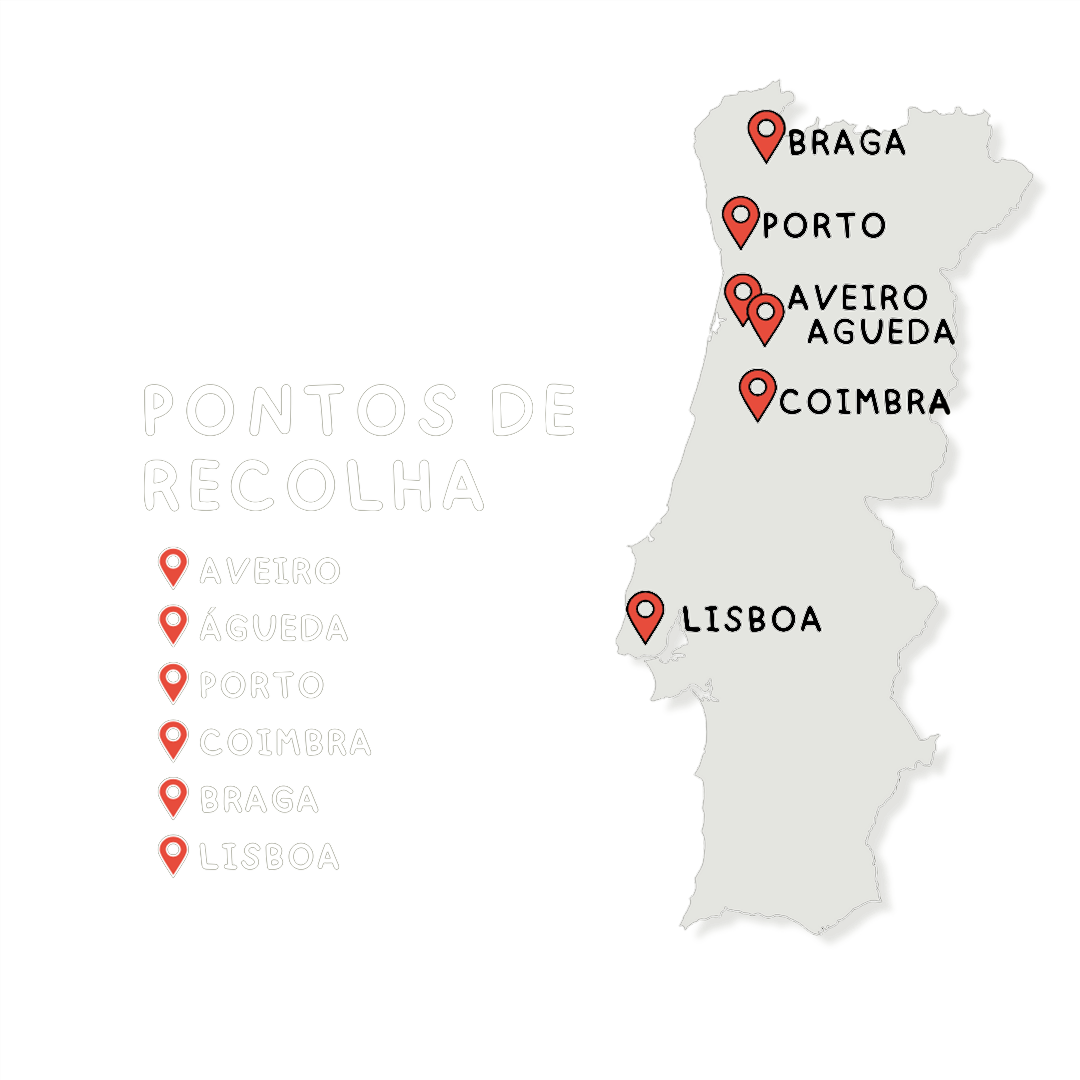 PONTOS DE
RECOLHA
AVEIRO
ÁGUEDA
PORTO
COIMBRA
BRAGA
LISBOA
BRAGA
PORTO
AVEIRO
AGUEDA
COIMBRA
LISBOA